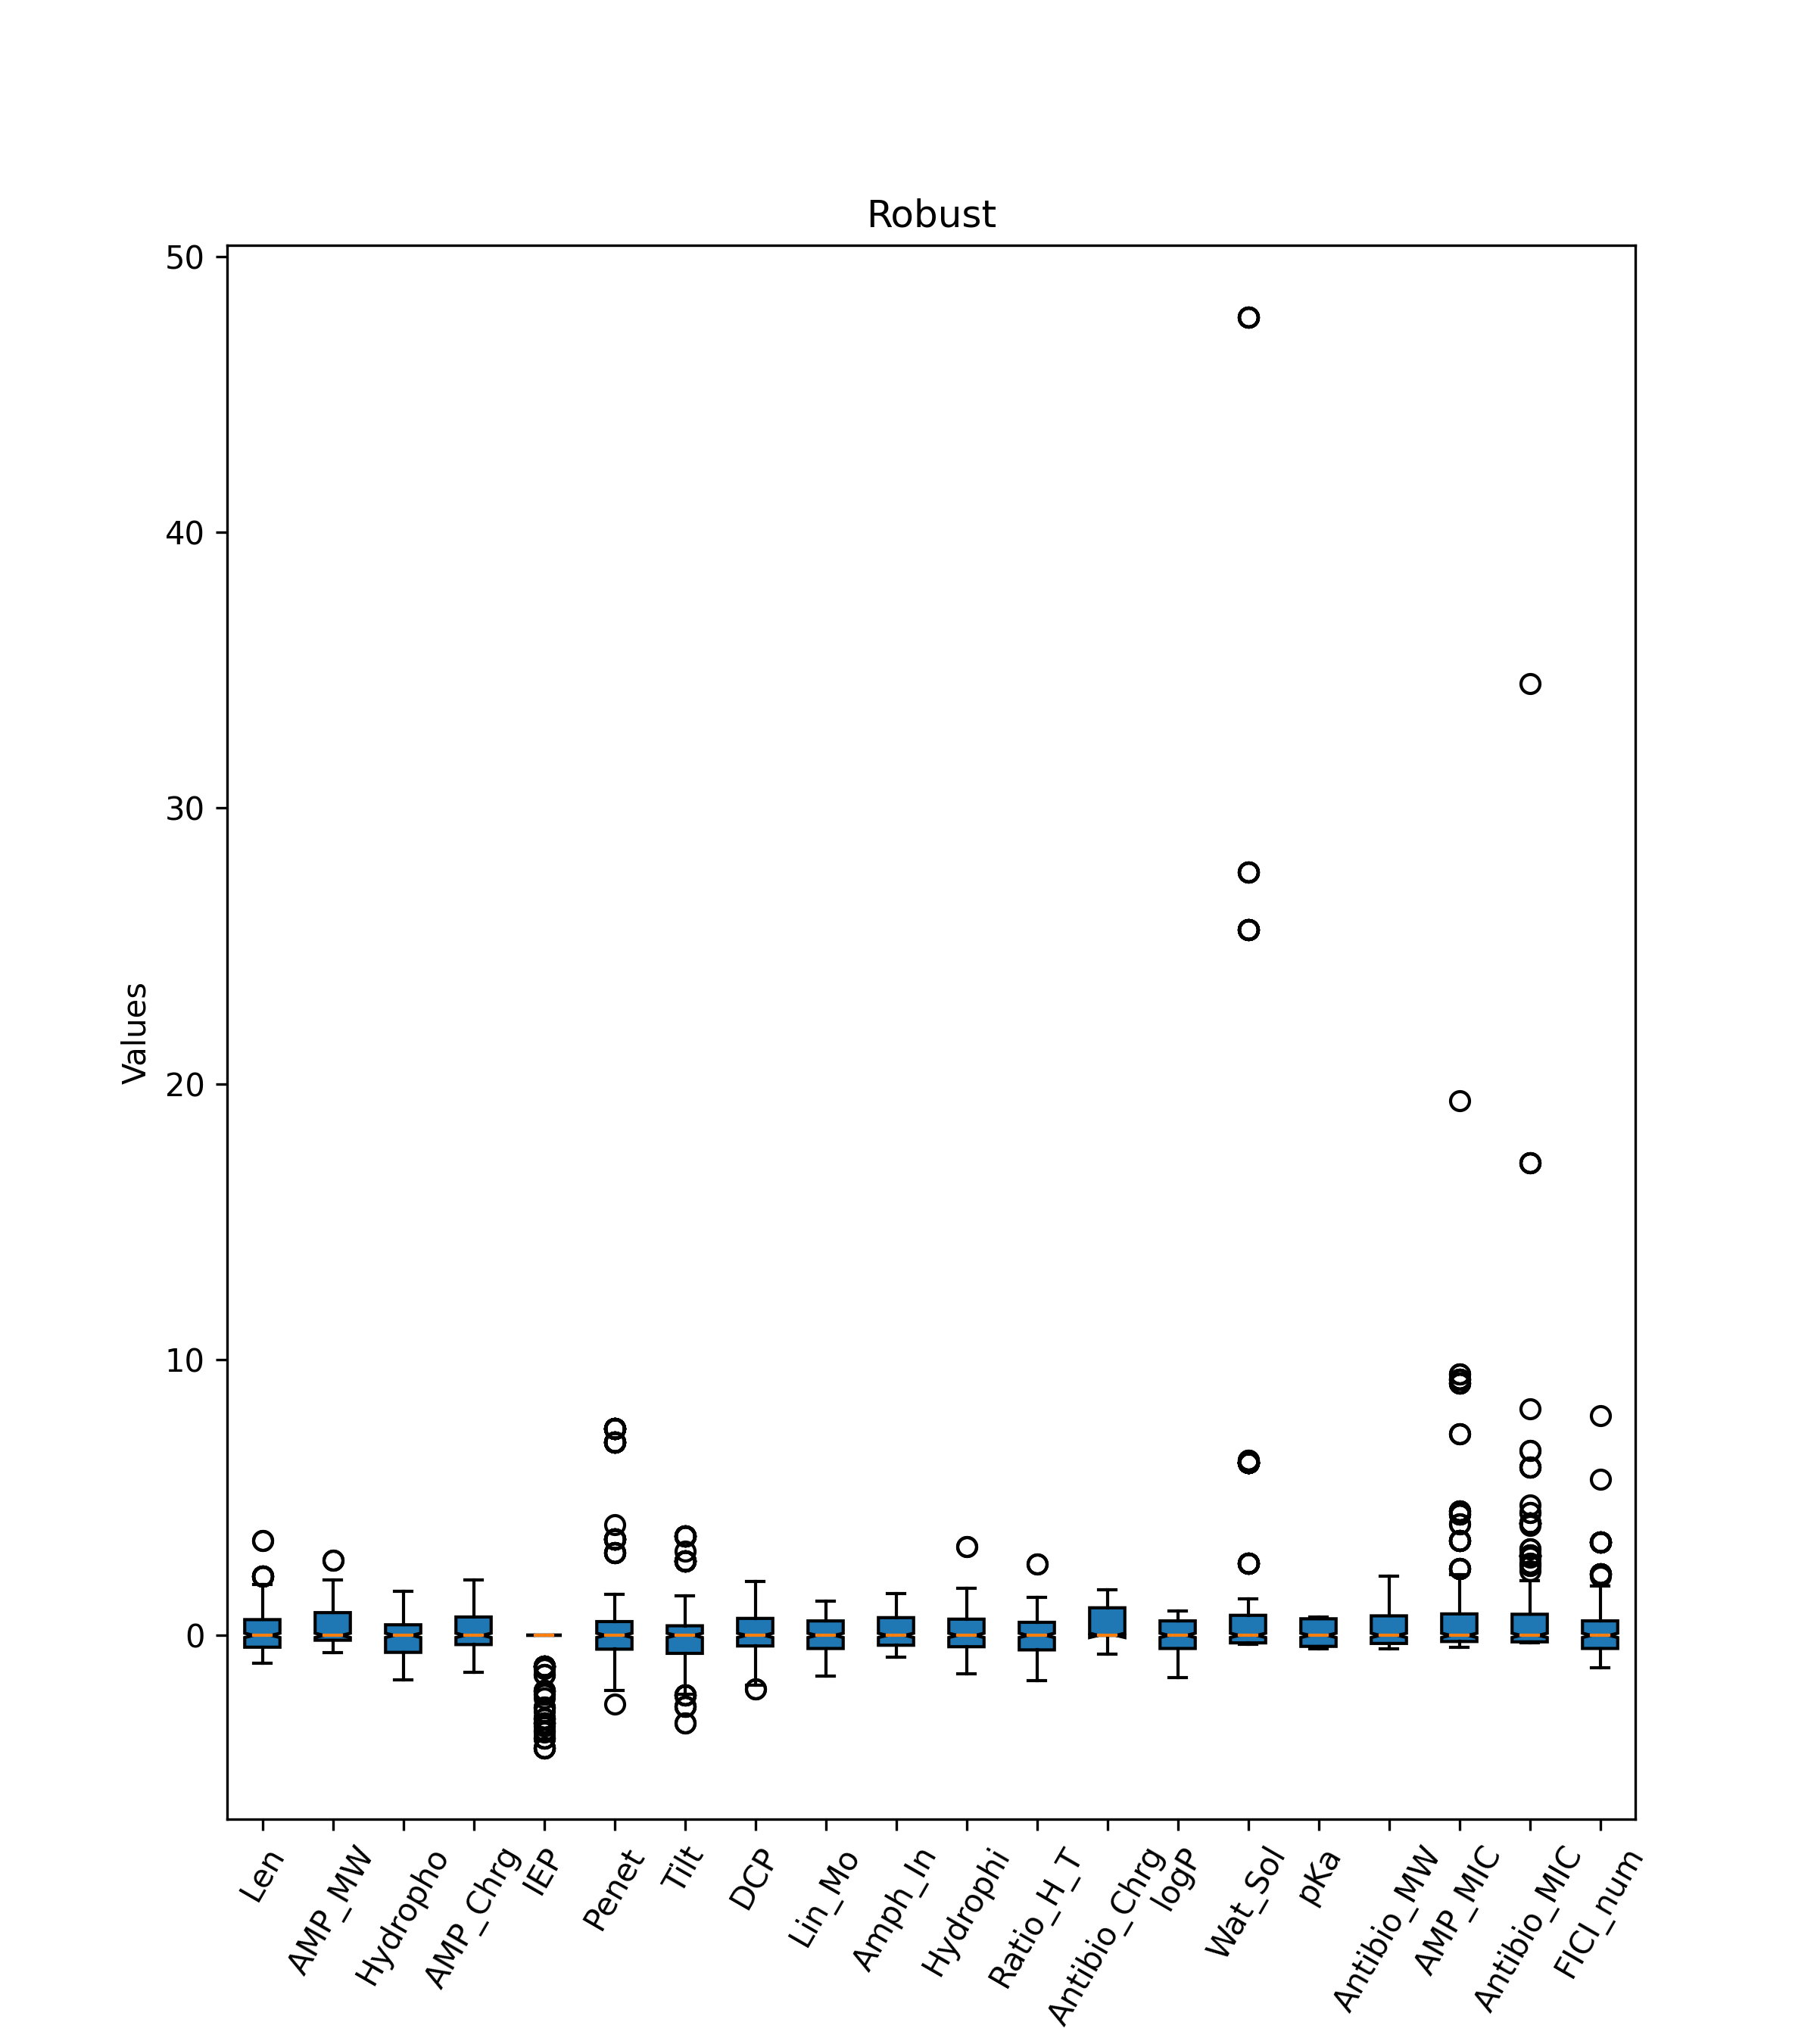 Robust
50
40
30
20
10
0
Values
Len
AMP_MW
Hydropho
AMP_Chrg
IEP
Penet
Tilt
DCP
Lin_Mo
Amph_In
Hydrophi
Ratio_H_T
Antibio_Chrg
logP
Wat_Sol
pKa
Antibio_MW
AMP_MIC
Antibio_MIC
FICI_num